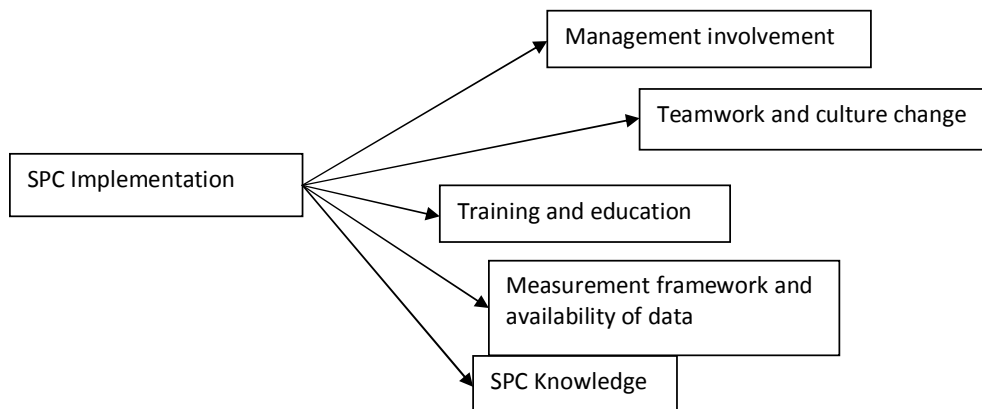 Management involvement
Teamwork and culture change
SPC Implementation
Training and education
Measurement framework and
availability of data
SPC Knowledge